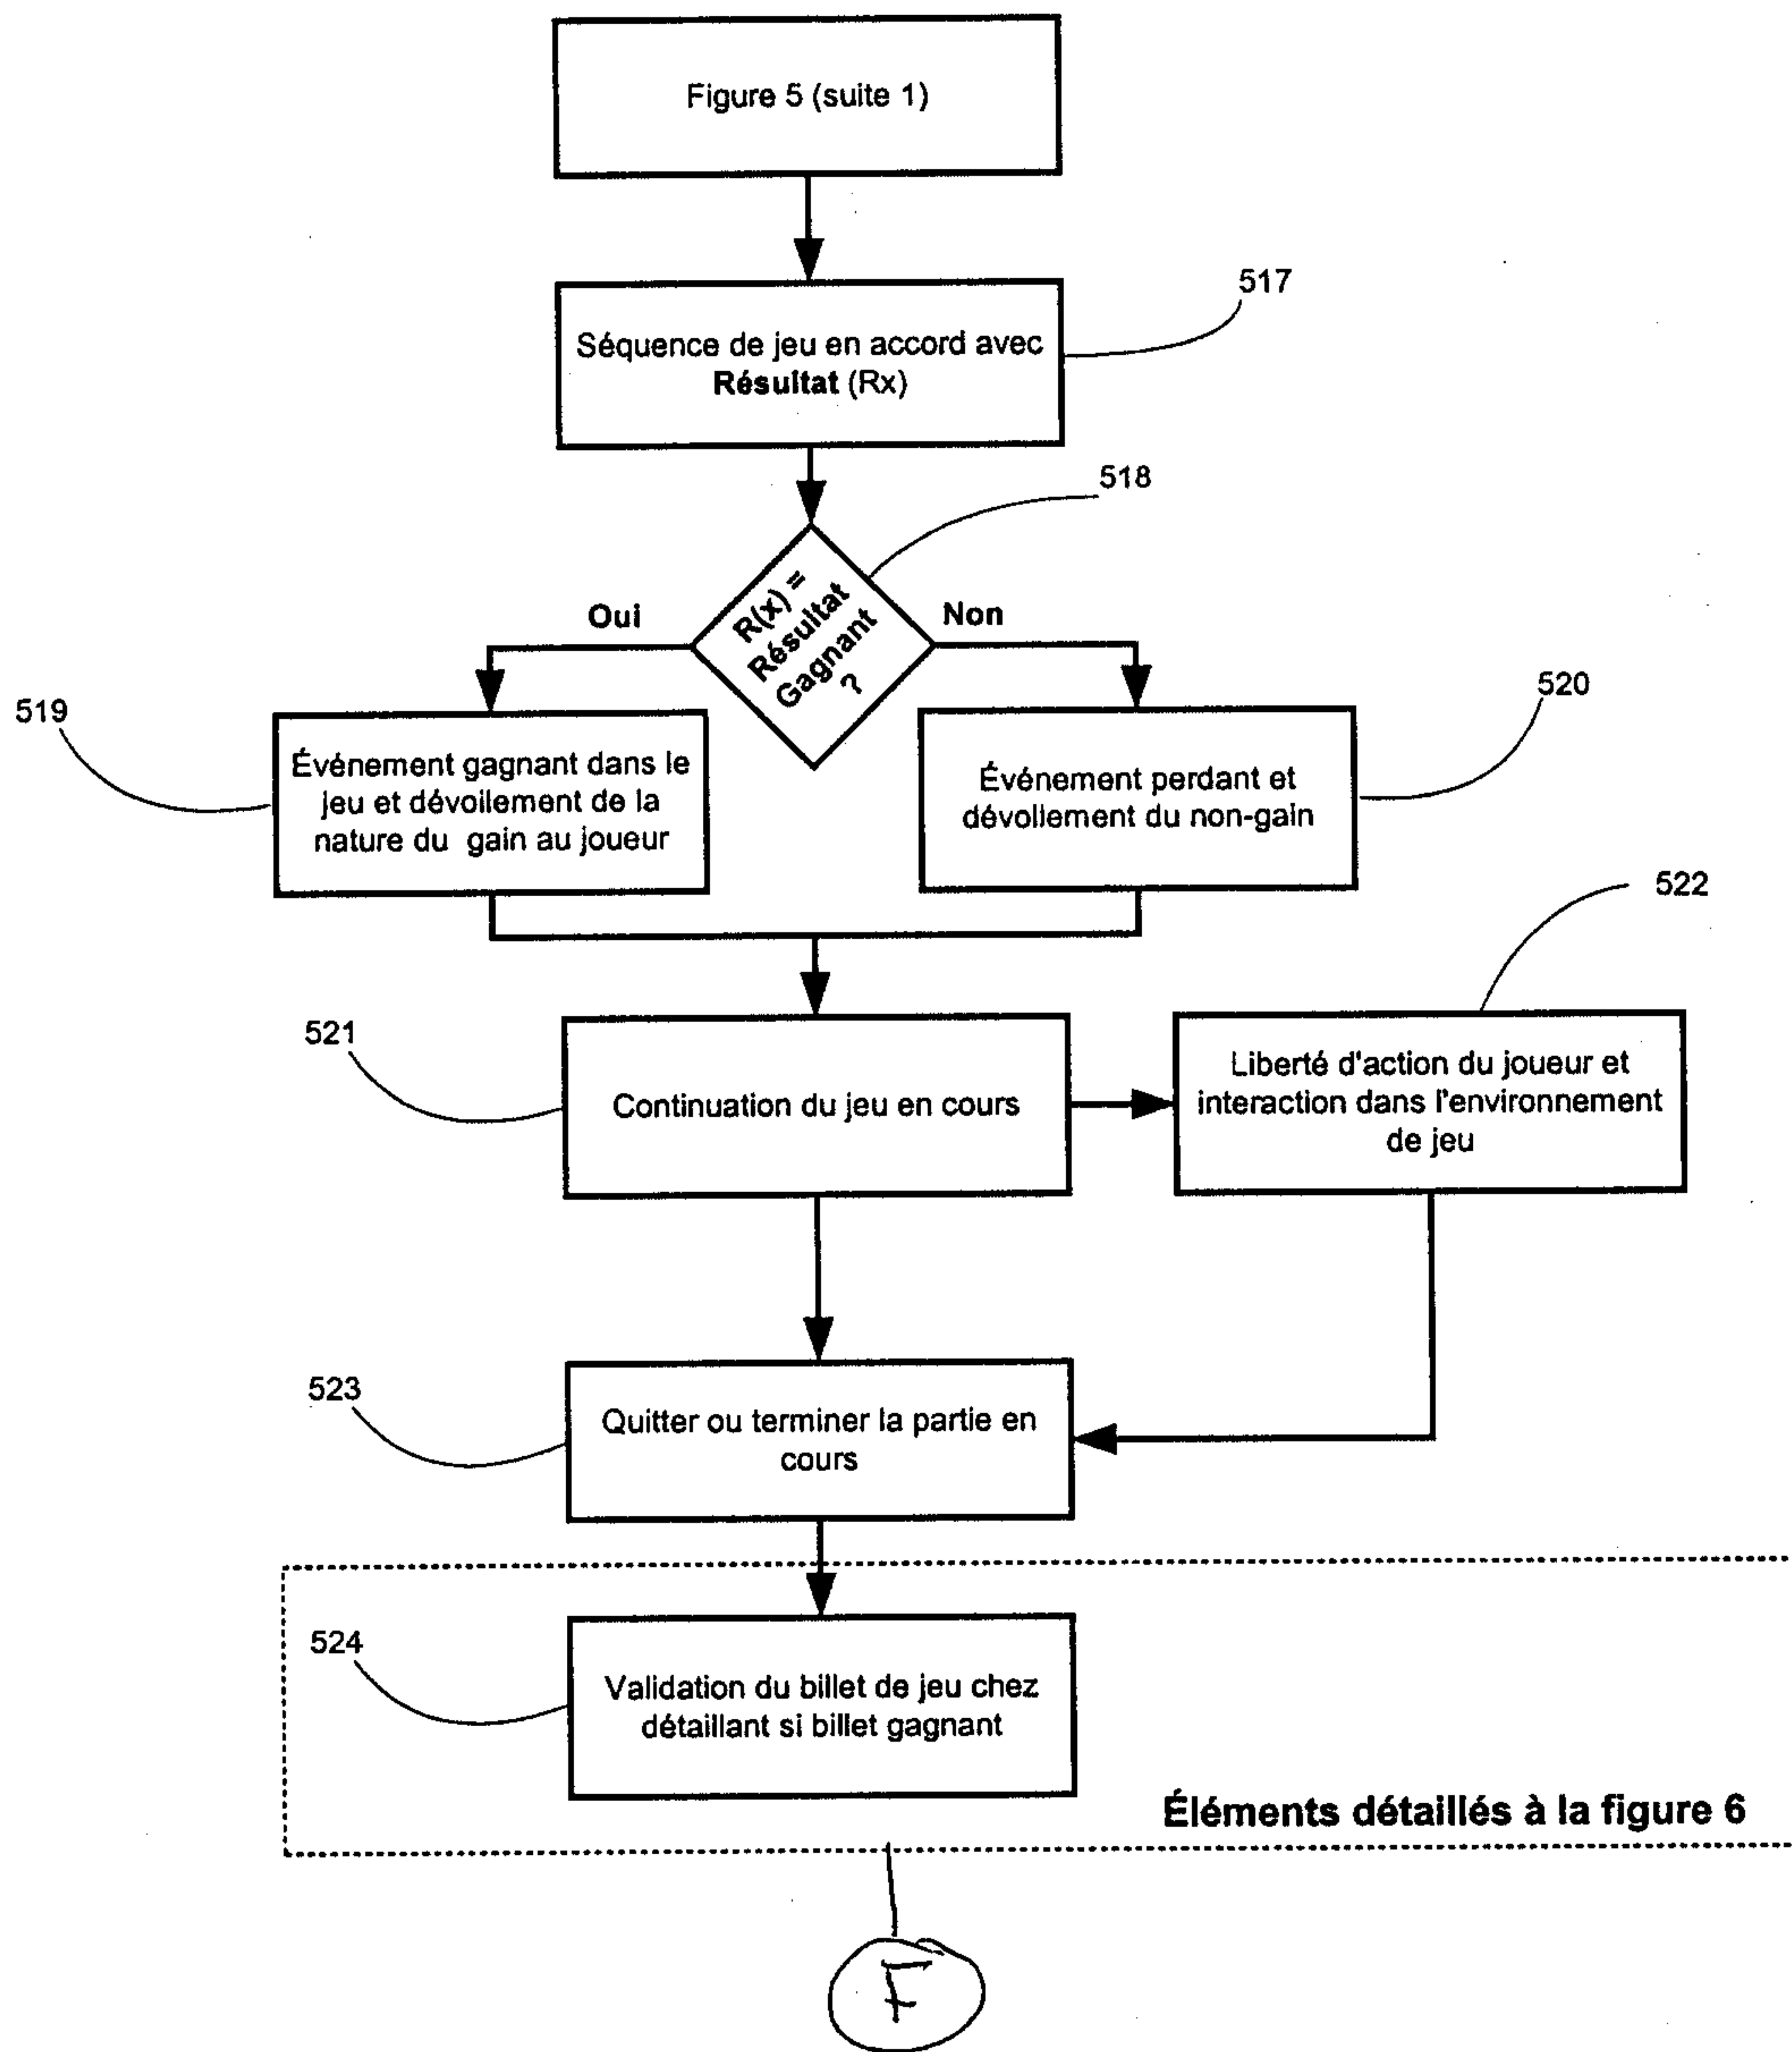 Figure 5 (suite 1)
517
Séquence de jeu en accord avec
Résultat (Rx)
518
R(x) =
Résultat
Gagnant
?
Oui
Non
519
Événement gagnant dans le
jeu et dévoilement de la
nature du gain au joueur
520
Événement perdant et
dévoilement du non-gain
522
521
Continuation du jeu en cours
Liberté d'action du joueur et
interaction dans l'environnement
de jeu
523
Quitter ou terminer la partie en
cours
524
Validation du billet de jeu chez
détaillant si billet gagnant
Éléments détaillés à la figure 6
F